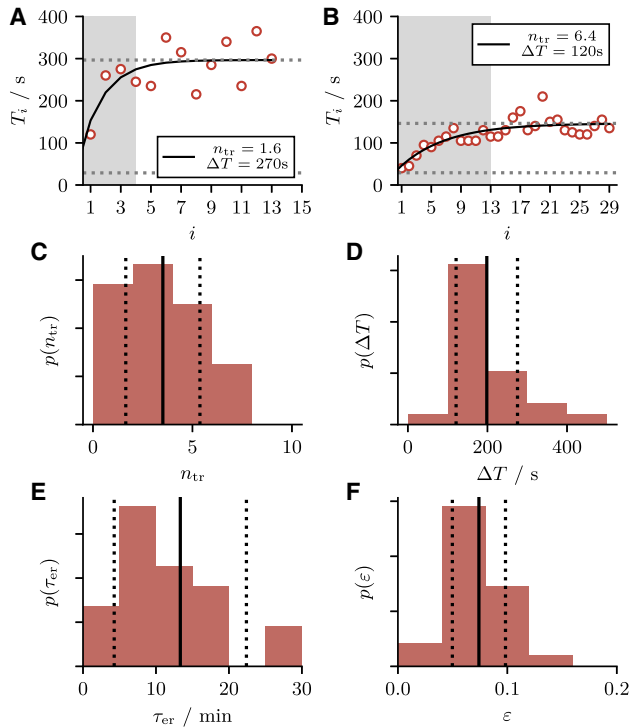 A
B
T_i / s
400
300
200
100
0
n_tr = 1.6
ΔT = 270s
1 3 5 7 9 11 13 15
i
T_i / s
400
300
200
100
0
n_tr = 6.4
ΔT = 120s
1 5 9 13 17 21 25 29
i
C
D
p(n_tr)
0 5 10
n_tr
p(ΔT)
0 200 400
ΔT / s
E
F
p(τ_er)
0 10 20 30
τ_er / min
p(ε)
0.0 0.1 0.2
ε